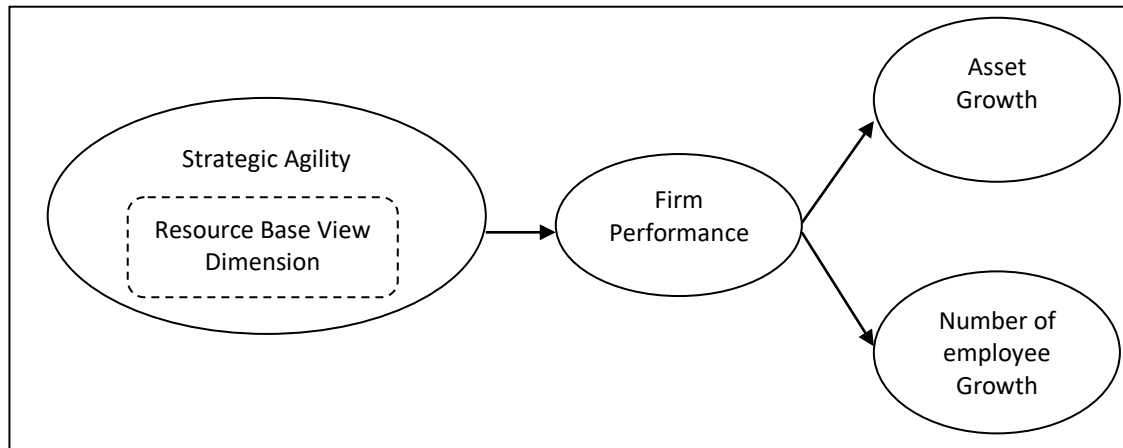 Strategic Agility
Resource Base View
Dimension
Firm
Performance
Asset
Growth
Number of
employee
Growth